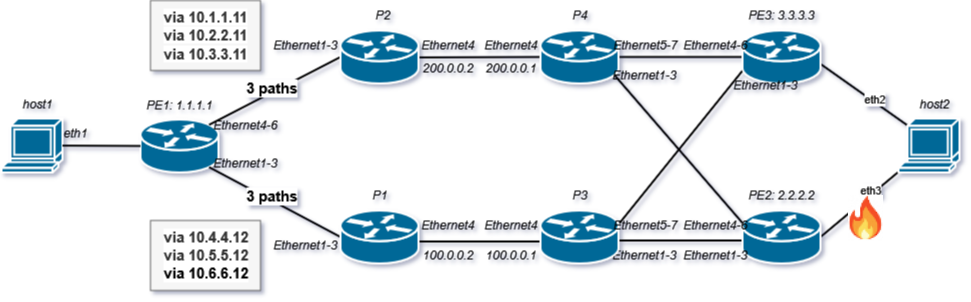 via 10.1.1.11
via 10.2.2.11
via 10.3.3.11
P2
P4
PE3: 3.3.3.3
Ethernet1-3
Ethernet4
Ethernet4
Ethernet5-7
Ethernet4-6
200.0.0.2
200.0.0.1
Ethernet1-3
Ethernet1-3
3 paths
host1
PE1: 1.1.1.1
eth2
host2
Ethernet4-6
eth1
Ethernet1-3
3 paths
P1
P3
PE2: 2.2.2.2
eth3
via 10.4.4.12
via 10.5.5.12
via 10.6.6.12
Ethernet1-3
Ethernet4
Ethernet4
Ethernet5-7
Ethernet4-6
100.0.0.2
100.0.0.1
Ethernet1-3
Ethernet1-3